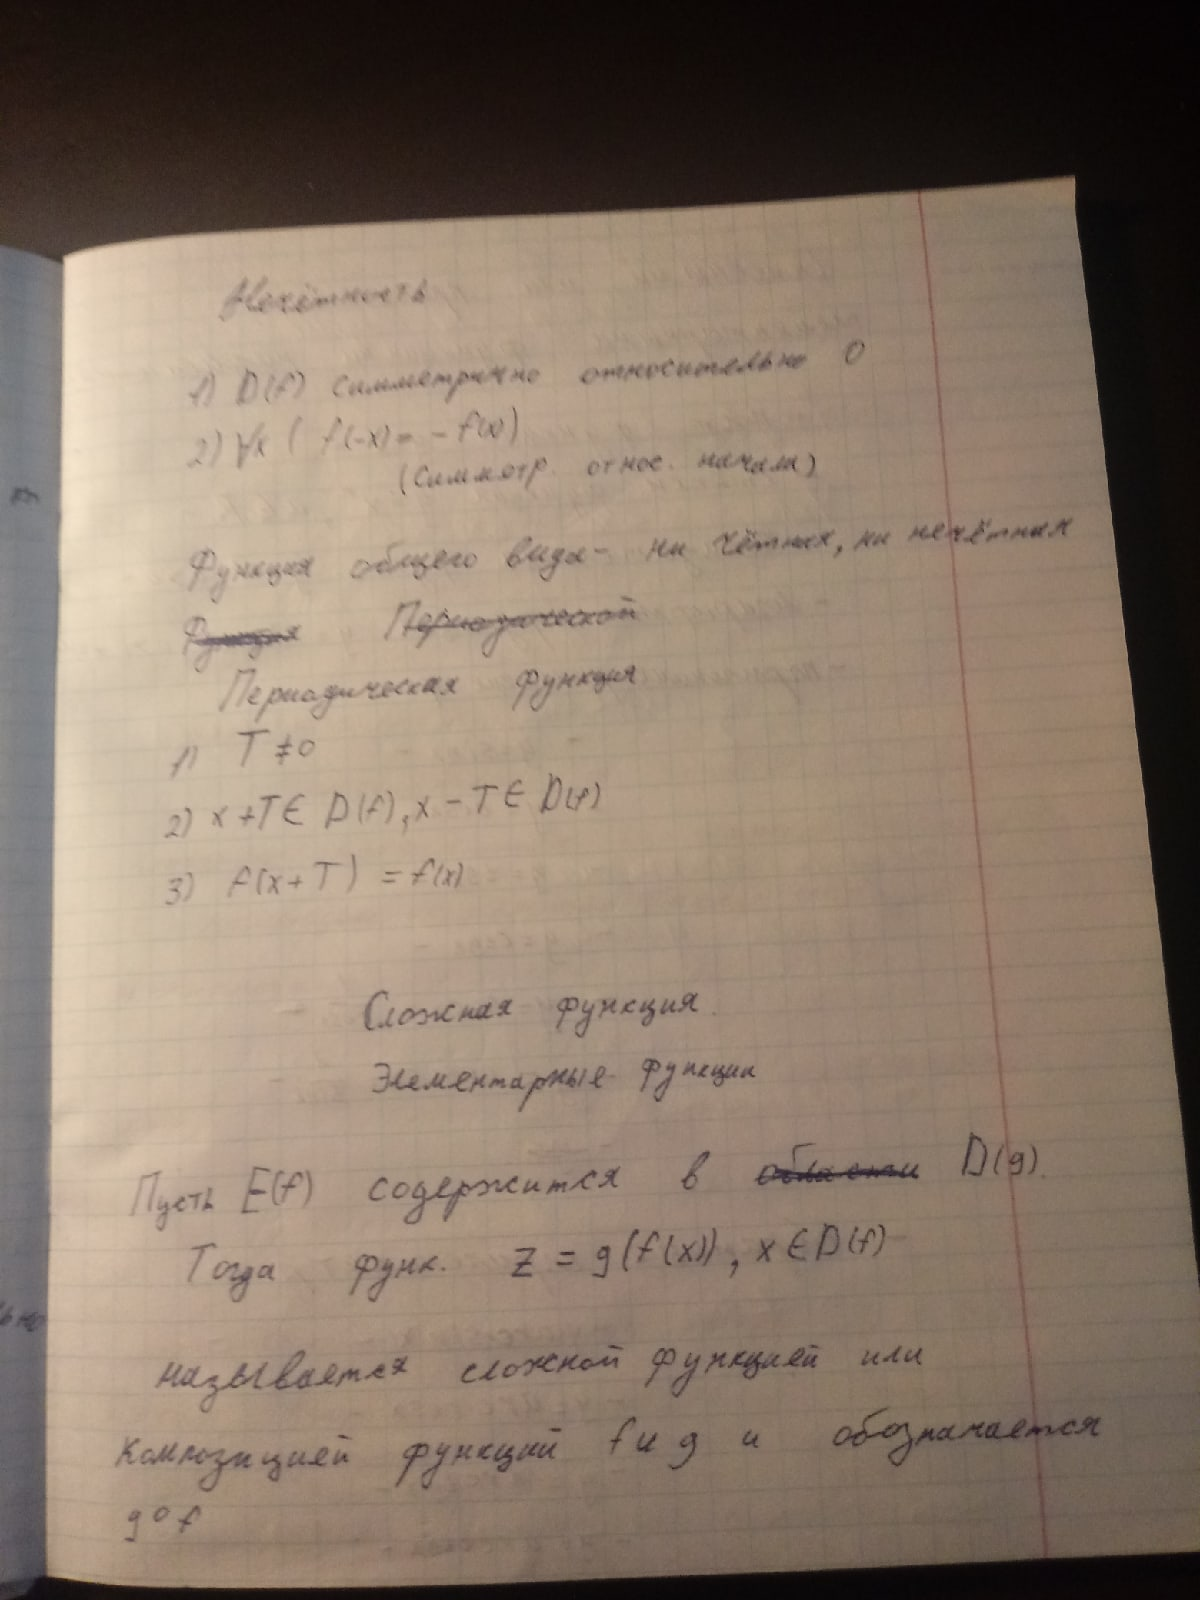 Нечётность
1) D(f) симметрично относительно 0
2) ∀x ( f(-x) = - f(x)
(симметр. относ. начала)
Функция общего вида - ни чётная, ни нечётная
Функция Периодической
Периодическая функция
1) T ≠ 0
2) x + T ∈ D(f), x - T ∈ D(f)
3) f(x + T) = f(x)
Сложная функция.
Элементарные функции
Пусть E(f) содержится в области D(g).
Тогда функ. z = g(f(x)), x ∈ D(f)
называется сложной функцией или
композицией функций f и g и обозначается
g∘f